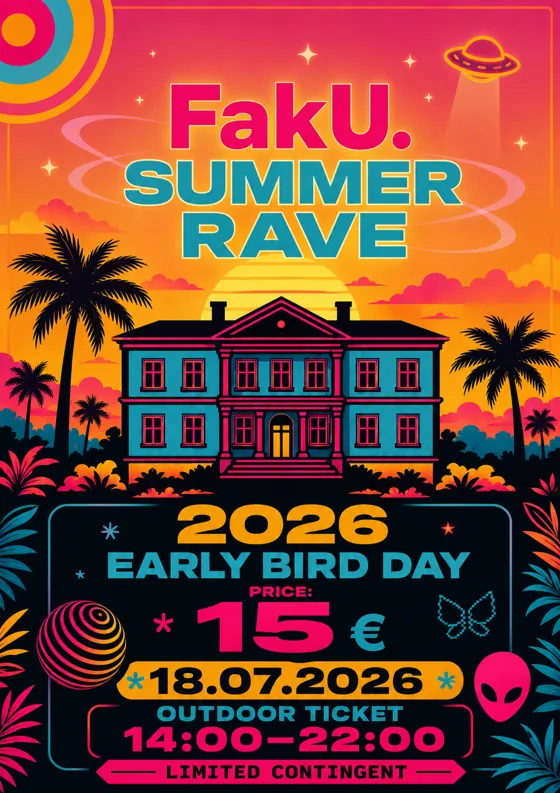 FakU.
SUMMER
RAVE
2026
EARLY BIRD DAY
PRICE:
15 €
*18.07.2026*
OUTDOOR TICKET
14:00–22:00
LIMITED CONTINGENT